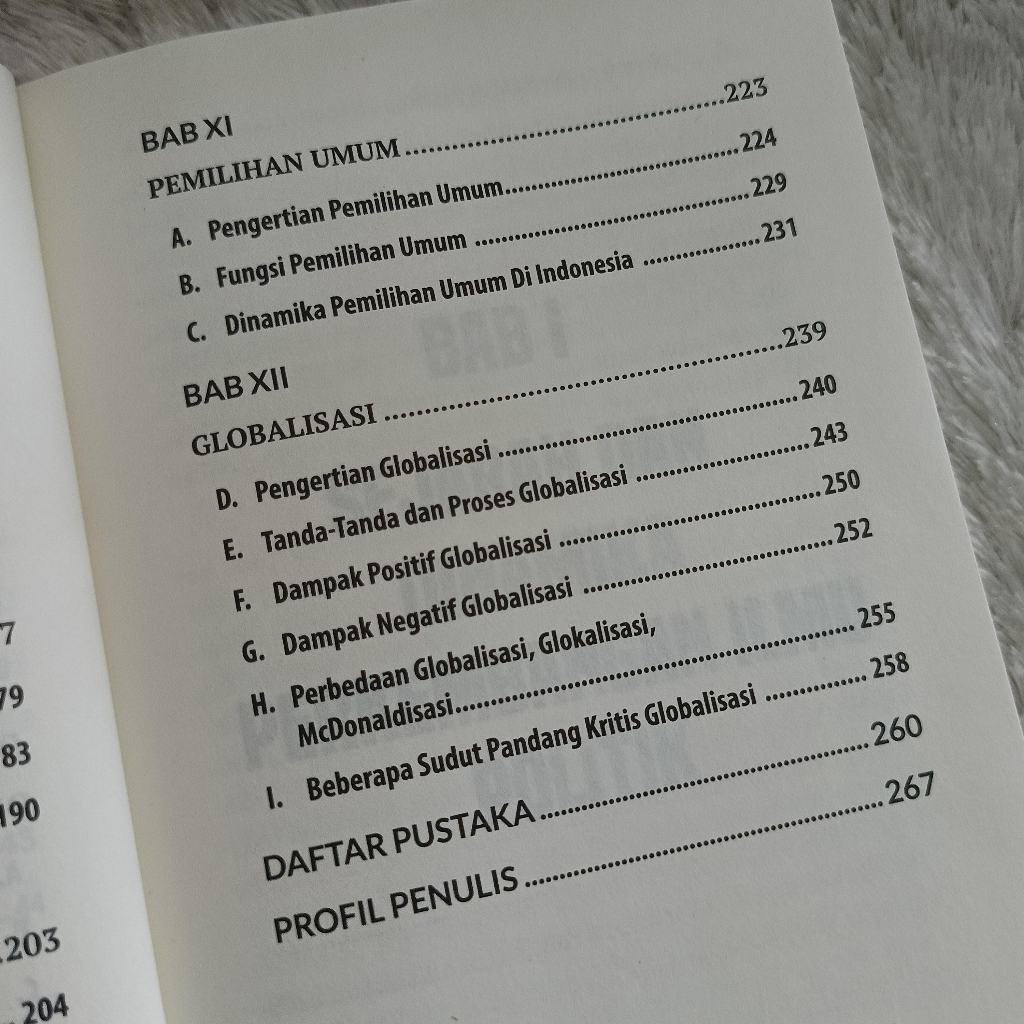 7
79
83
190
.203
204
BAB XI
PEMILIHAN UMUM..........223
A. Pengertian Pemilihan Umum..........224
B. Fungsi Pemilihan Umum..........229
C. Dinamika Pemilihan Umum Di Indonesia..........231
BAB XII
GLOBALISASI..........239
D. Pengertian Globalisasi..........240
E. Tanda-Tanda dan Proses Globalisasi..........243
F. Dampak Positif Globalisasi..........250
G. Dampak Negatif Globalisasi..........252
H. Perbedaan Globalisasi, Glokalisasi,
McDonaldisasi..........255
I. Beberapa Sudut Pandang Kritis Globalisasi..........258
DAFTAR PUSTAKA..........260
PROFIL PENULIS..........267
BAB I